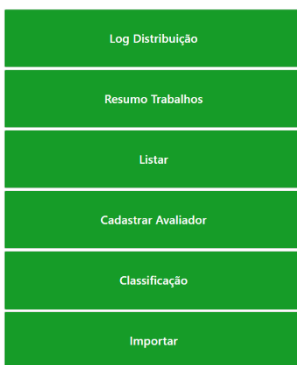 Log Distribuição
Resumo Trabalhos
Listar
Cadastrar Avaliador
Classificação
Importar